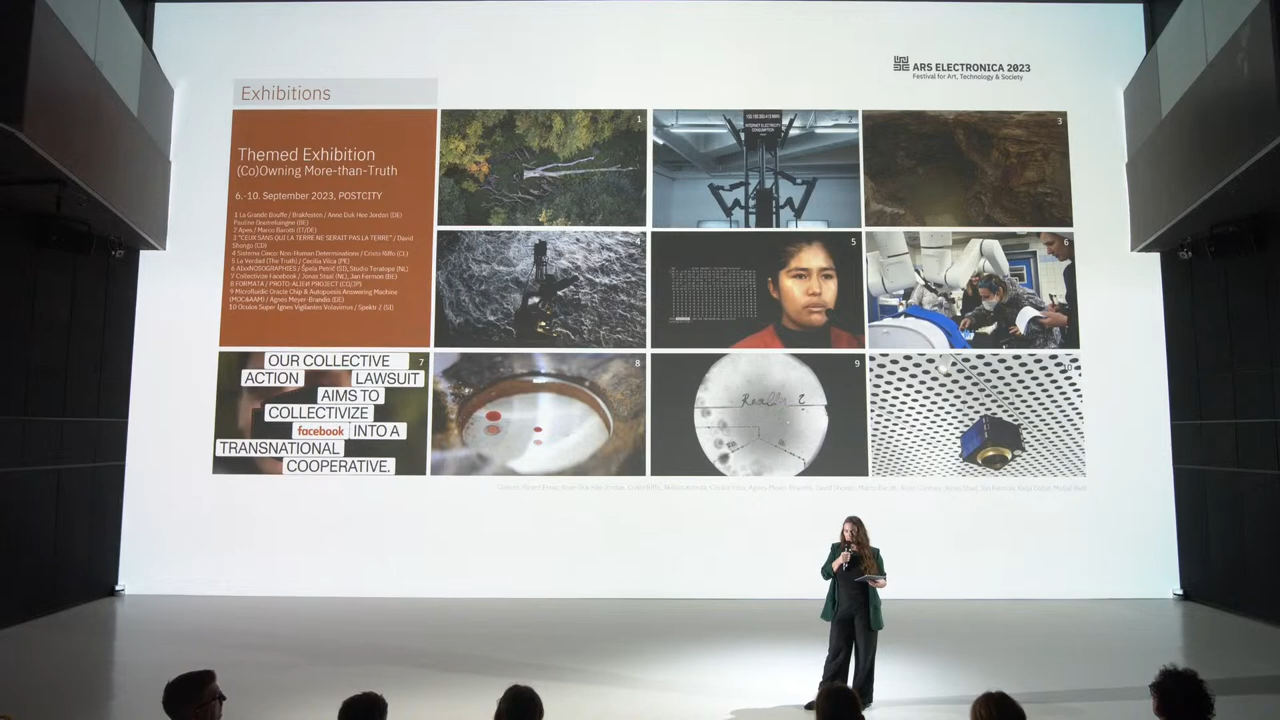 ARS ELECTRONICA 2023
Festival for Art, Technology & Society
Exhibitions
Themed Exhibition
(Co)Owning More-than-Truth
6.-10. September 2023, POSTCITY
1 La Grande Bouffe / Brakfesten / Anne Duk Hee Jordan (DE)
Pauline Doutreluingne (BE)
2 Apes / Marco Barotti (IT/DE)
3 "CEUX SANS QUI LA TERRE NE SERAIT PAS LA TERRE" / David
Shongo (CD)
4 Sistema Cinco: Non-Human Determinations / Cristo Riffo (CL)
5 La Verdad (The Truth) / Cecilia Vilca (PE)
6 AExNOSOGRAPHIES / Špela Petrič (SI), Studio Teratope (NL)
7 Collectivize Facebook / Jonas Staal (NL), Jan Fermon (BE)
8 FORMATA / PROTO-ALIEN PROJECT (CO/JP)
9 Microfluidic Oracle Chip & Autopoiesis Answering Machine
(MOC&AAM) / Agnes Meyer-Brandis (DE)
10 Oculus Super Ignes Vigilantes Volavimus / Spektr Z (SI)
1
INTERNET ELECTRICITY
CONSUMPTION
2
3
4
5
6
OUR COLLECTIVE
ACTION LAWSUIT
AIMS TO
COLLECTIVIZE
facebook INTO A
TRANSNATIONAL
COOPERATIVE.
7
8
Really?
9
10